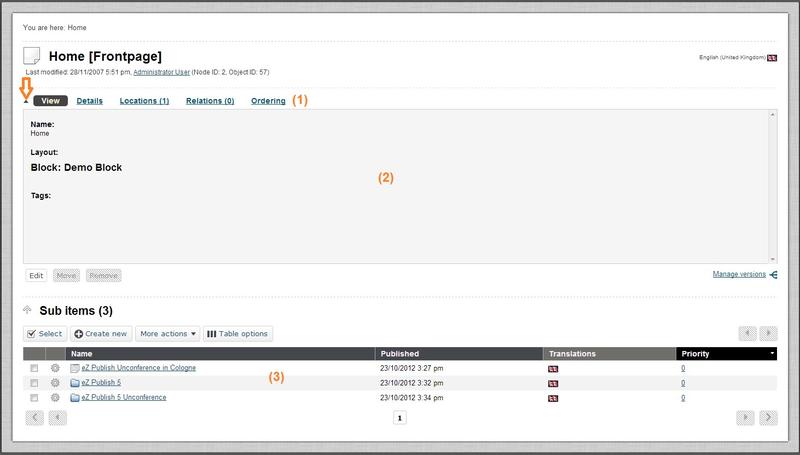 You are here: Home
Home [Frontpage]
Last modified: 28/11/2007 5:51 pm, Administrator User (Node ID: 2, Object ID: 57)
English (United Kingdom)
View Details Locations (1) Relations (0) Ordering (1)
Name:
Home
Layout:
Block: Demo Block
(2)
Tags:
Edit Move Remove Manage versions
Sub items (3)
Select Create new More actions Table options
Name Published Translations Priority
eZ Publish Unconference in Cologne 23/10/2012 3:27 pm 0
eZ Publish 5 (3) 23/10/2012 3:32 pm 0
eZ Publish 5 Unconference 23/10/2012 3:34 pm 0
1